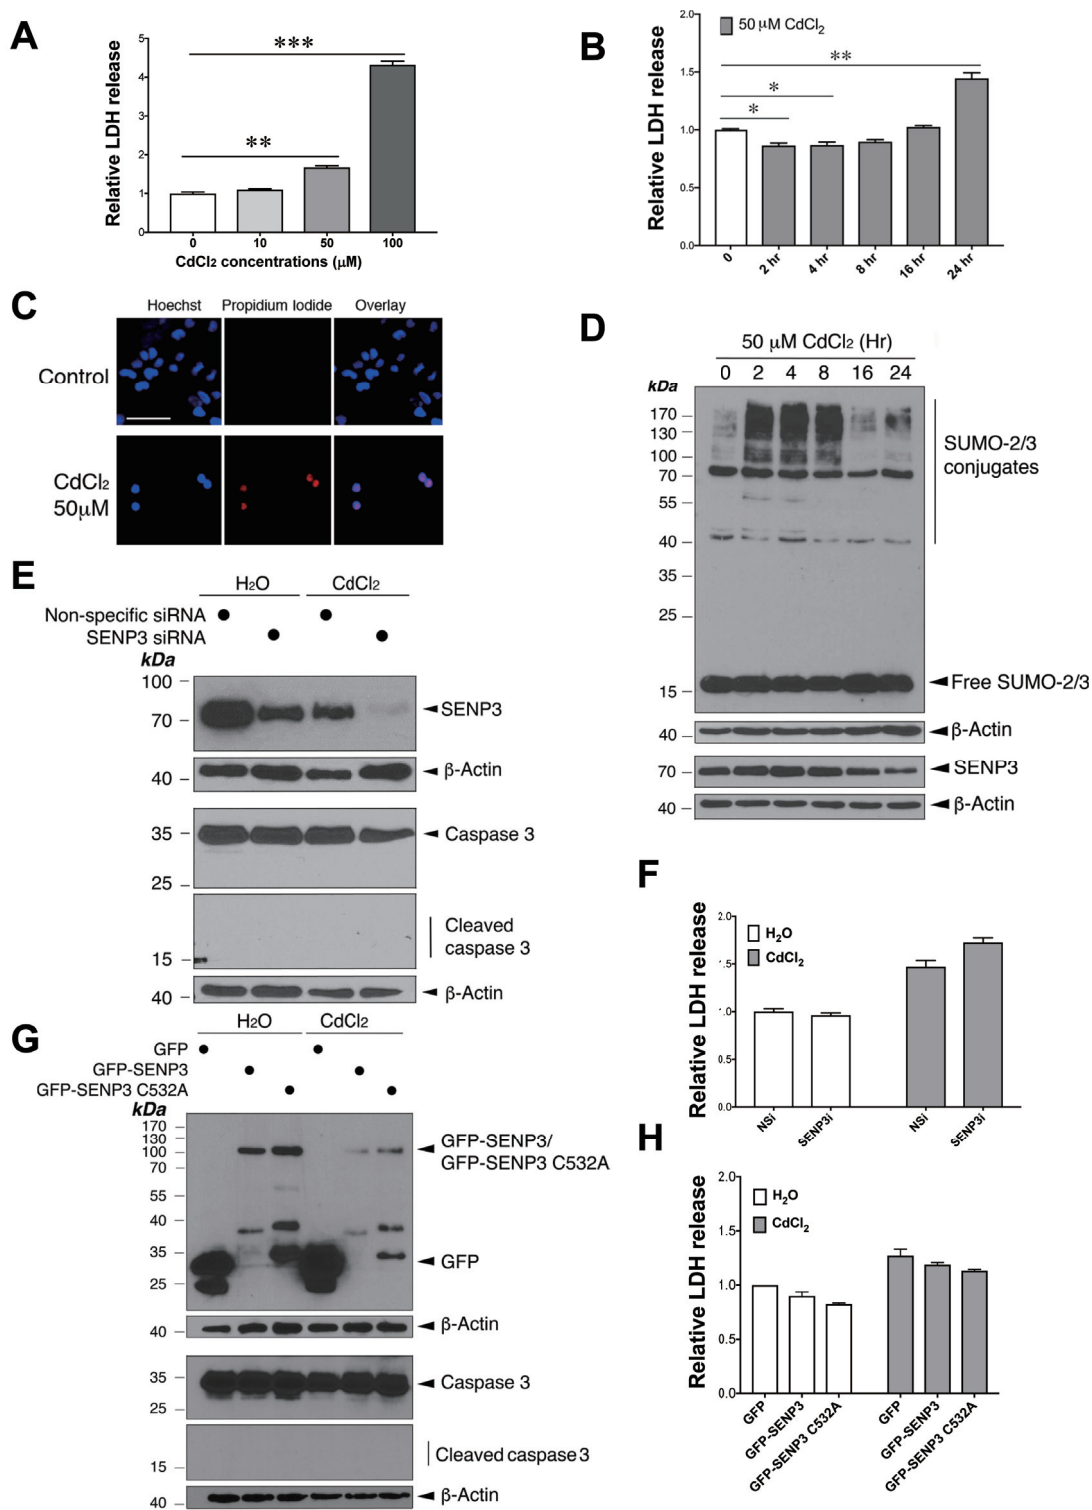 A
Relative LDH release
5
4
3
2
1
0
***
**
0 10 50 100
CdCl2 concentrations (μM)
B
Relative LDH release
2.0
1.5
1.0
0.5
0.0
50 μM CdCl2
**
*
*
0 2 hr 4 hr 8 hr 16 hr 24 hr
C
Hoechst Propidium Iodide Overlay
Control
CdCl2
50μM
D
50 μM CdCl2 (Hr)
0 2 4 8 16 24
kDa
170
130
100
70
55
40
35
25
15
SUMO-2/3
conjugates
Free SUMO-2/3
40 β-Actin
70 SENP3
40 β-Actin
E
H2O CdCl2
Non-specific siRNA
SENP3 siRNA
kDa
100
70
SENP3
40 β-Actin
35 Caspase 3
25
Cleaved
caspase 3
15
40 β-Actin
F
Relative LDH release
2.0
1.5
1.0
0.5
0.0
H2O
CdCl2
NSi SENP3i NSi SENP3i
G
H2O CdCl2
GFP
GFP-SENP3
GFP-SENP3 C532A
kDa
170
130
100
70
55
40
35
25
GFP-SENP3/
GFP-SENP3 C532A
GFP
40 β-Actin
35 Caspase 3
25
Cleaved caspase 3
15
40 β-Actin
H
Relative LDH release
2.0
1.5
1.0
0.5
0.0
H2O
CdCl2
GFP GFP-SENP3 GFP-SENP3 C532A GFP GFP-SENP3 GFP-SENP3 C532A